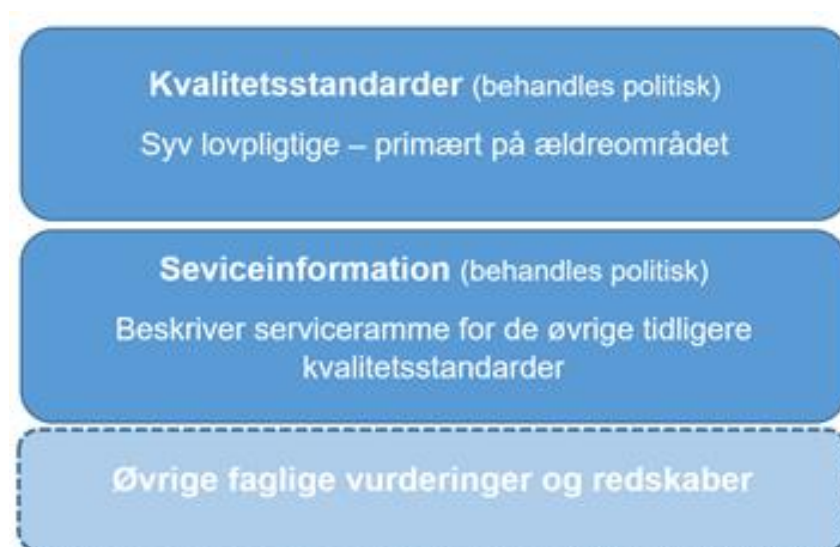 Kvalitetsstandarder (behandles politisk)
Syv lovpligtige – primært på ældreområdet
Seviceinformation (behandles politisk)
Beskriver serviceramme for de øvrige tidligere
kvalitetsstandarder
Øvrige faglige vurderinger og redskaber